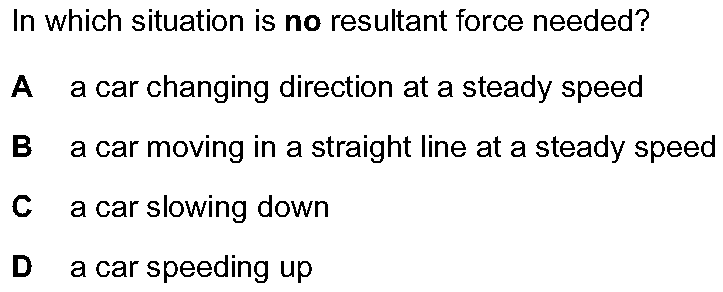 In which situation is no resultant force needed?
A a car changing direction at a steady speed
B a car moving in a straight line at a steady speed
C a car slowing down
D a car speeding up